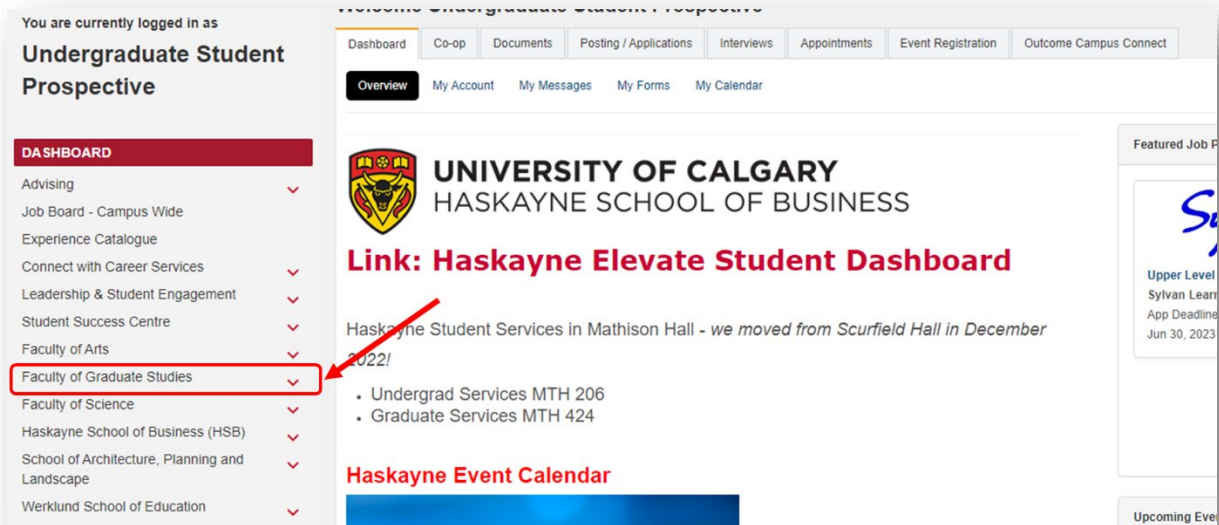 You are currently logged in as
Undergraduate Student
Prospective
DASHBOARD
Advising
Job Board - Campus Wide
Experience Catalogue
Connect with Career Services
Leadership & Student Engagement
Student Success Centre
Faculty of Arts
Faculty of Graduate Studies
Faculty of Science
Haskayne School of Business (HSB)
School of Architecture, Planning and
Landscape
Werklund School of Education
Welcome Undergraduate Student Prospective
Dashboard Co-op Documents Posting / Applications Interviews Appointments Event Registration Outcome Campus Connect
Overview My Account My Messages My Forms My Calendar
UNIVERSITY OF CALGARY
HASKAYNE SCHOOL OF BUSINESS
Link: Haskayne Elevate Student Dashboard
Haskayne Student Services in Mathison Hall - we moved from Scurfield Hall in December
2022!
• Undergrad Services MTH 206
• Graduate Services MTH 424
Haskayne Event Calendar
Featured Job P
Sy
Upper Level
Sylvan Learn
App Deadline
Jun 30, 2023
Upcoming Eve